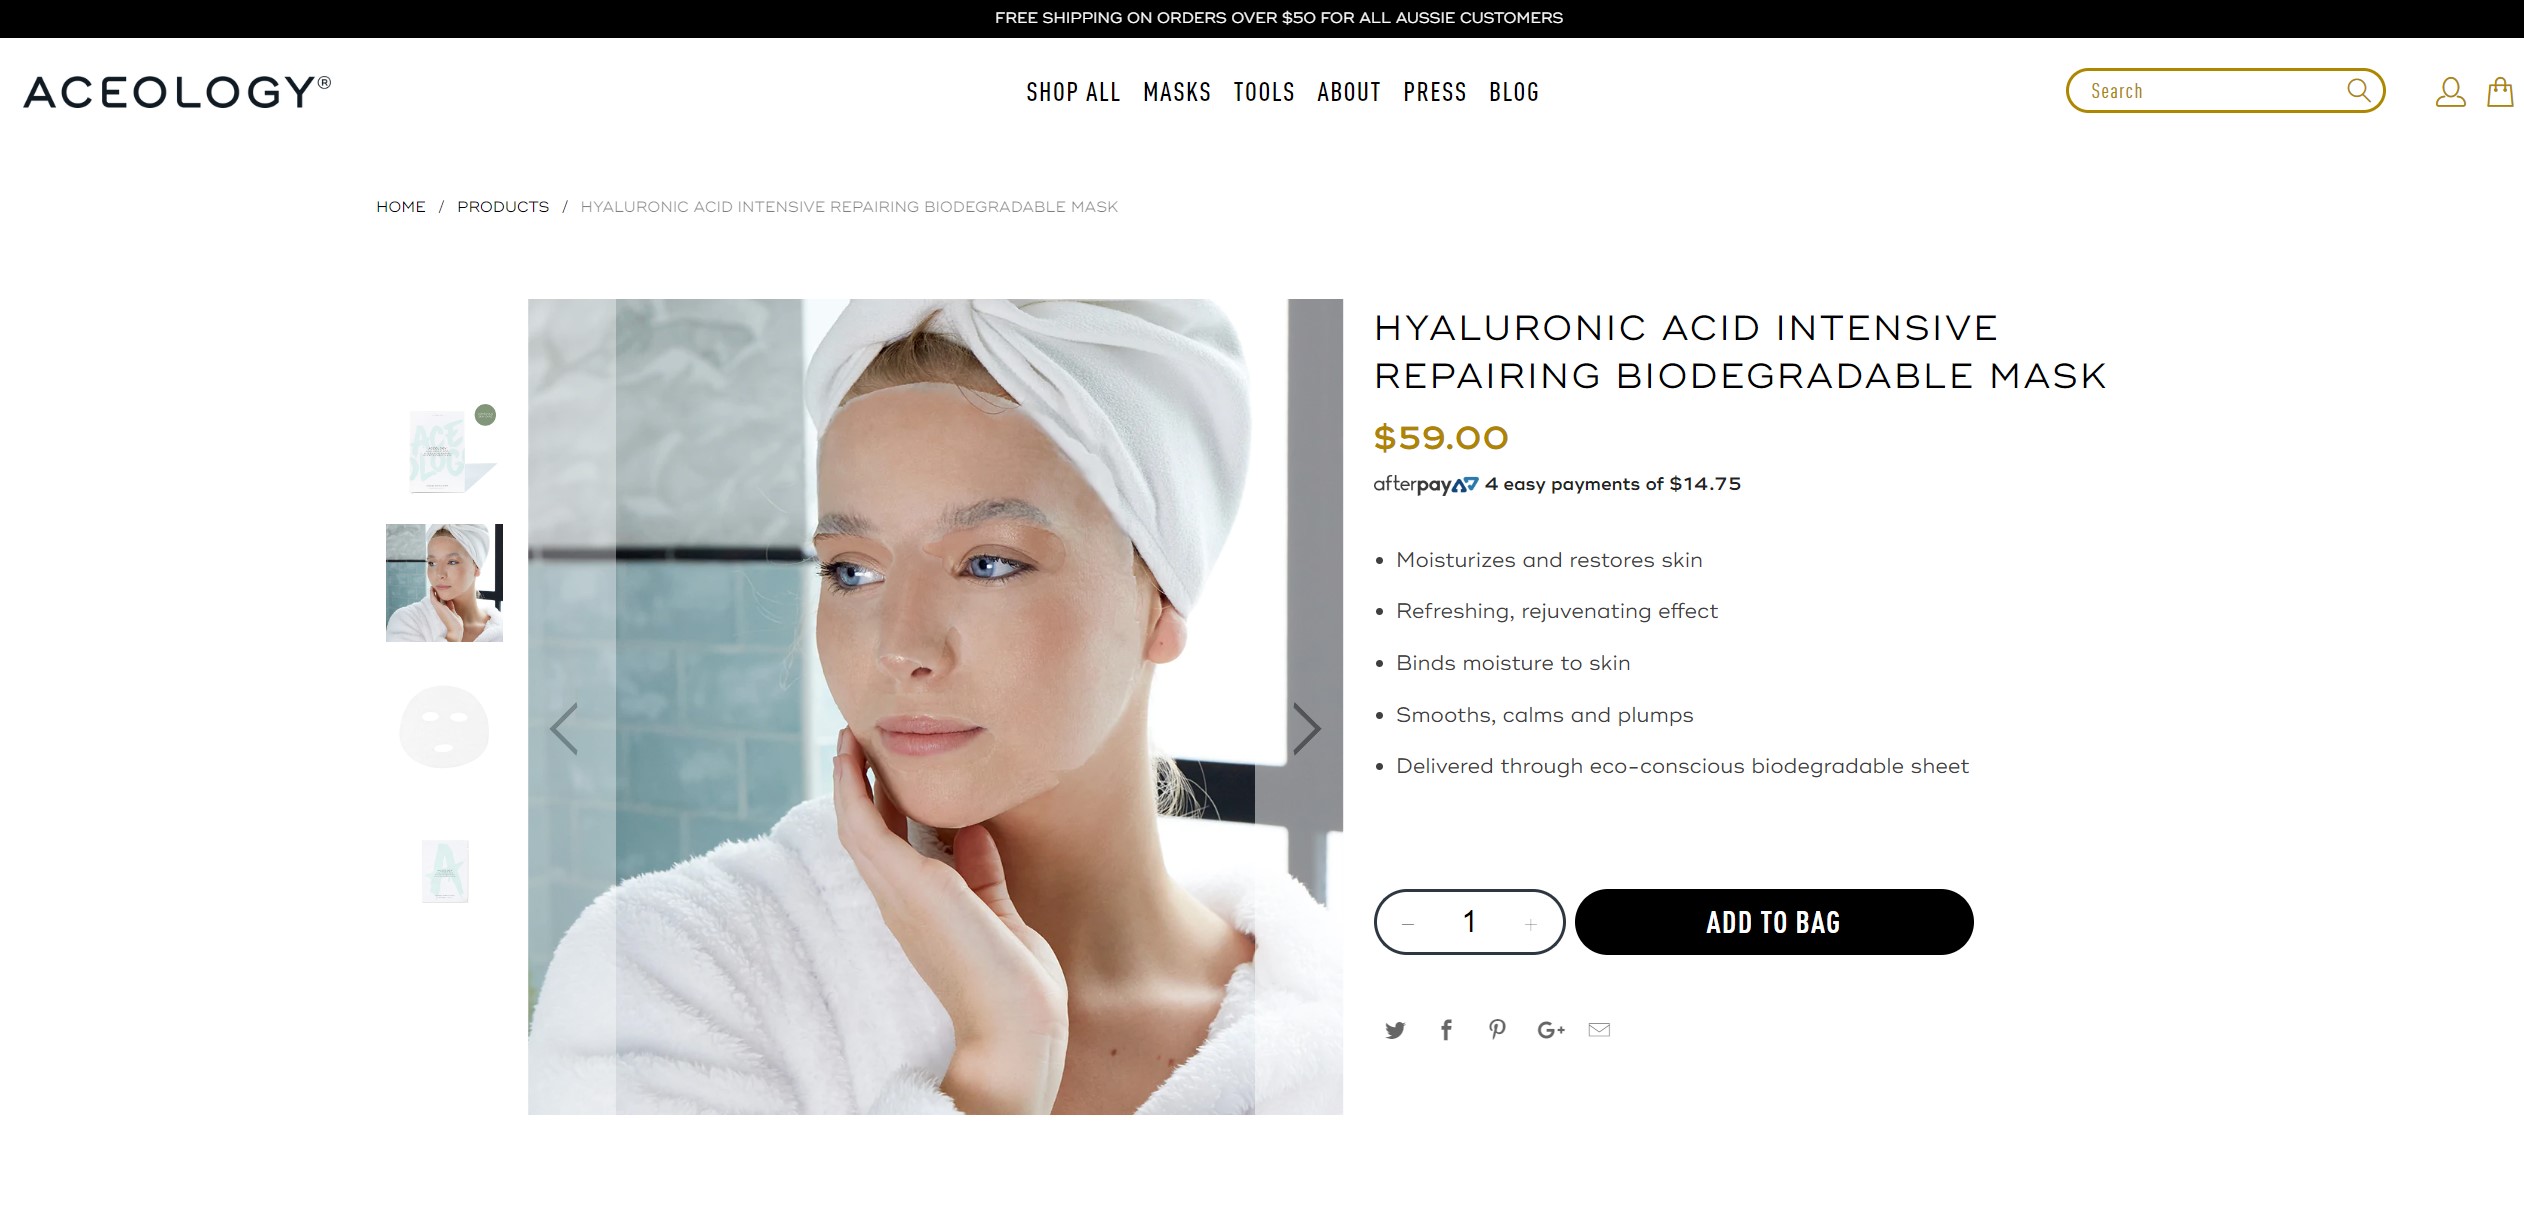 FREE SHIPPING ON ORDERS OVER $50 FOR ALL AUSSIE CUSTOMERS
ACEOLOGY®
SHOP ALL MASKS TOOLS ABOUT PRESS BLOG
Search
HOME / PRODUCTS / HYALURONIC ACID INTENSIVE REPAIRING BIODEGRADABLE MASK
ACE
OLOG
A
HYALURONIC ACID INTENSIVE
REPAIRING BIODEGRADABLE MASK
$59.00
afterpay 4 easy payments of $14.75
• Moisturizes and restores skin
• Refreshing, rejuvenating effect
• Binds moisture to skin
• Smooths, calms and plumps
• Delivered through eco-conscious biodegradable sheet
− 1 +
ADD TO BAG